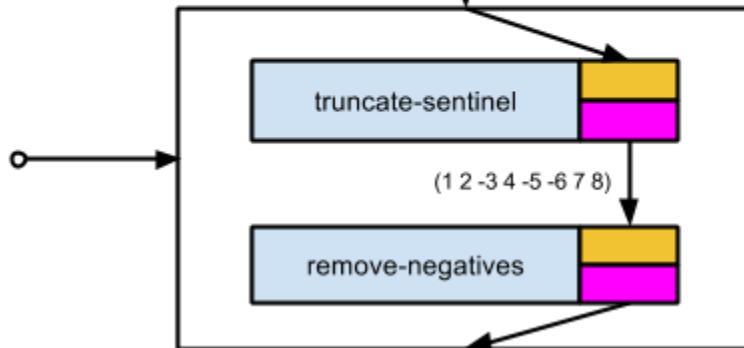 truncate-sentinel
(1 2 -3 4 -5 -6 7 8)
remove-negatives